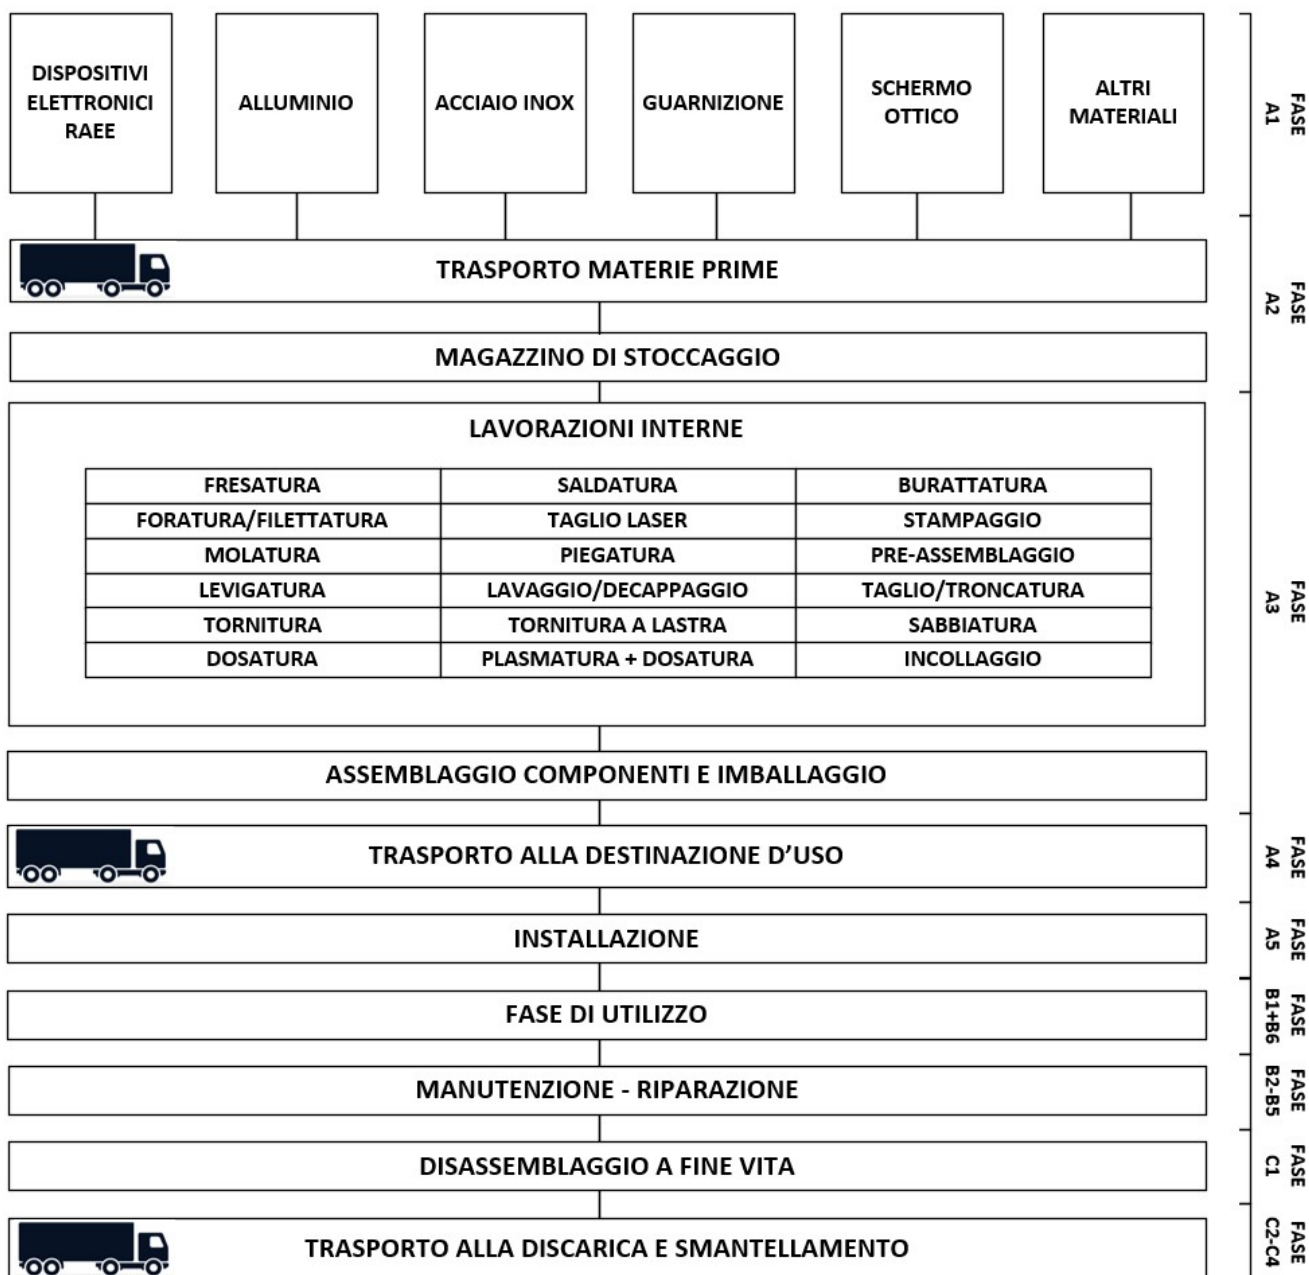 DISPOSITIVI
ELETTRONICI
RAEE
ALLUMINIO
ACCIAIO INOX
GUARNIZIONE
SCHERMO
OTTICO
ALTRI
MATERIALI
FASE
A1
TRASPORTO MATERIE PRIME
FASE
A2
MAGAZZINO DI STOCCAGGIO
LAVORAZIONI INTERNE
FRESATURA SALDATURA BURATTATURA
FORATURA/FILETTATURA TAGLIO LASER STAMPAGGIO
MOLATURA PIEGATURA PRE-ASSEMBLAGGIO
LEVIGATURA LAVAGGIO/DECAPPAGGIO TAGLIO/TRONCATURA
TORNITURA TORNITURA A LASTRA SABBIATURA
DOSATURA PLASMATURA + DOSATURA INCOLLAGGIO
FASE
A3
ASSEMBLAGGIO COMPONENTI E IMBALLAGGIO
TRASPORTO ALLA DESTINAZIONE D’USO
FASE
A4
INSTALLAZIONE
FASE
A5
FASE DI UTILIZZO
FASE
B1+B6
MANUTENZIONE - RIPARAZIONE
FASE
B2-B5
DISASSEMBLAGGIO A FINE VITA
FASE
C1
TRASPORTO ALLA DISCARICA E SMANTELLAMENTO
FASE
C2-C4